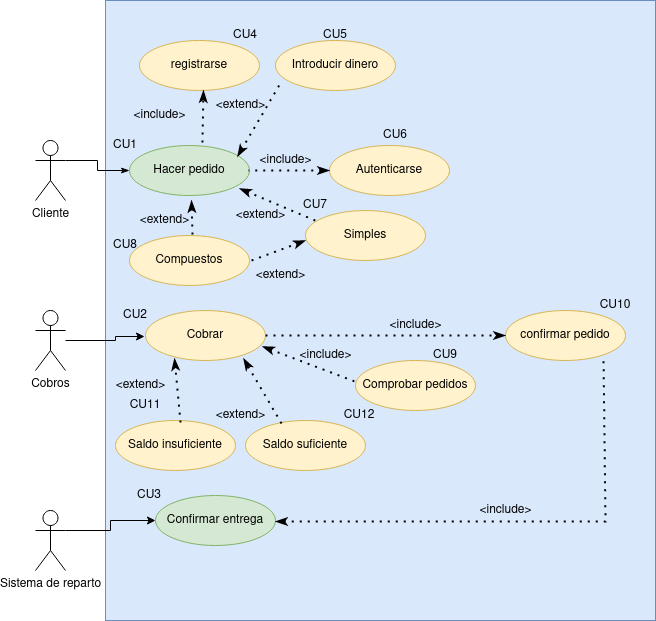 CU4
CU5
registrarse
Introducir dinero
<include>
<extend>
CU1
CU6
Hacer pedido
<include>
Autenticarse
Cliente
CU7
<extend>
<extend>
CU8
Simples
Compuestos
<extend>
CU2
CU10
Cobrar
<include>
confirmar pedido
Cobros
<include>
CU9
<extend>
Comprobar pedidos
CU11
<extend>
CU12
Saldo insuficiente
Saldo suficiente
CU3
<include>
Confirmar entrega
Sistema de reparto